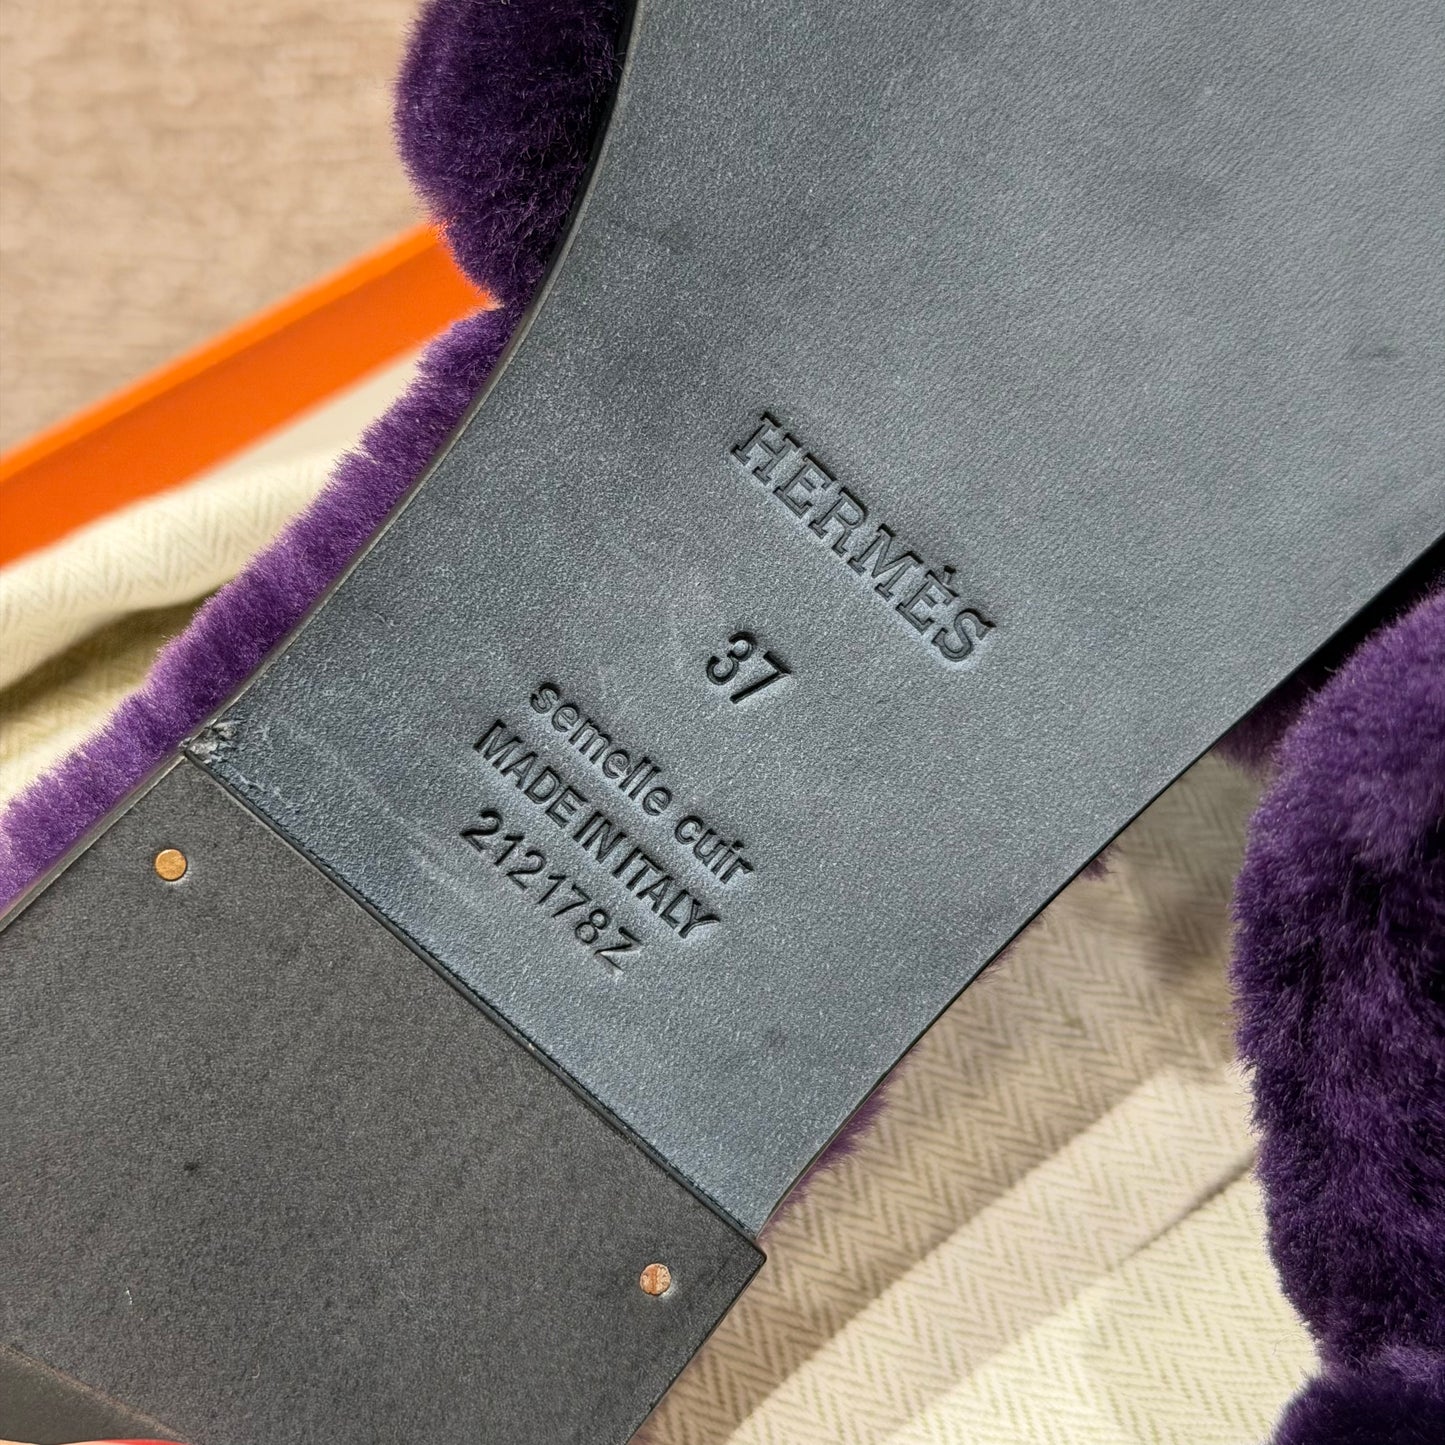 HERMÈS
37
semelle cuir
MADE IN ITALY
212178Z